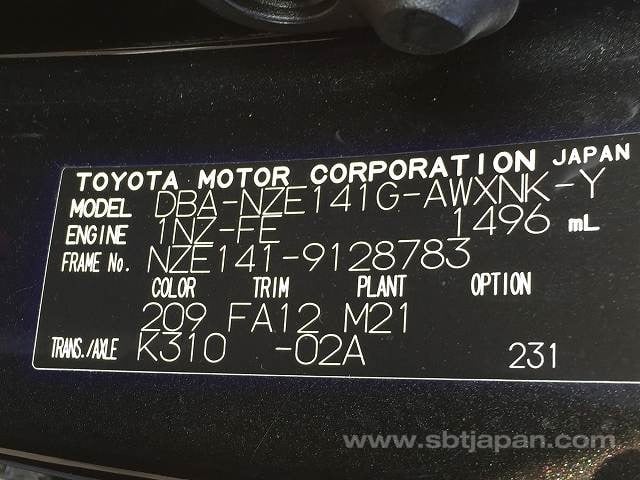 TOYOTA MOTOR CORPORATION JAPAN
MODEL DBA-NZE141G-AWXNK-Y
ENGINE 1NZ-FE 1496 mL
FRAME No. NZE141-9128783
COLOR TRIM PLANT OPTION
209 FA12 M21
TRANS./AXLE K310 -02A 231
www.sbtjapan.com